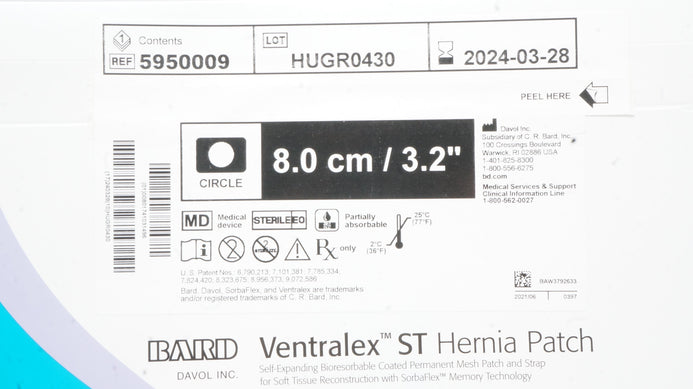 1 Contents
REF 5950009
LOT
HUGR0430
2024-03-28
PEEL HERE
CIRCLE
8.0 cm / 3.2"
Davol Inc.
Subsidiary of C. R. Bard, Inc.
100 Crossings Boulevard
Warwick, RI 02886 USA
1-401-825-8300
1-800-556-6275
bd.com
Medical Services & Support
Clinical Information Line
1-800-562-0027
MD Medical device
STERILE EO
Partially absorbable
25°C
(77°F)
2°C
(36°F)
Rx only
U.S. Patent Nos.: 6,790,213; 7,101,381; 7,785,334;
7,824,420; 8,323,675; 8,956,373; 9,072,586
Bard, Davol, SorbaFlex, and Ventralex are trademarks
and/or registered trademarks of C. R. Bard, Inc.
BAW3792633
2021/06 0397
BARD
DAVOL INC.
Ventralex™ ST Hernia Patch
Self-Expanding Bioresorbable Coated Permanent Mesh Patch and Strap
for Soft Tissue Reconstruction with SorbaFlex™ Memory Technology